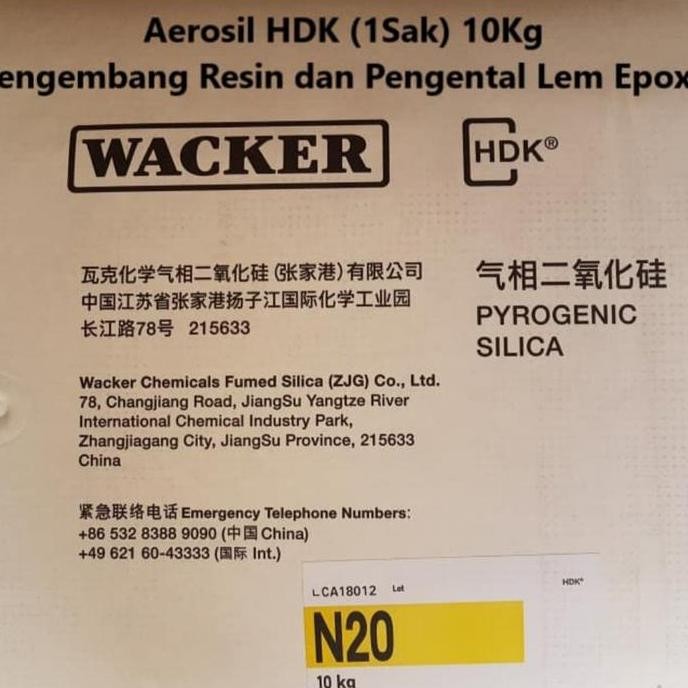 Aerosil HDK (1Sak) 10Kg
engembang Resin dan Pengental Lem Epox
WACKER
HDK®
瓦克化学气相二氧化硅(张家港)有限公司
中国江苏省张家港扬子江国际化学工业园
长江路78号 215633
气相二氧化硅
PYROGENIC
SILICA
Wacker Chemicals Fumed Silica (ZJG) Co., Ltd.
78, Changjiang Road, JiangSu Yangtze River
International Chemical Industry Park,
Zhangjiagang City, JiangSu Province, 215633
China
紧急联络电话 Emergency Telephone Numbers:
+86 532 8388 9090 (中国 China)
+49 621 60-43333 (国际 Int.)
LCA18012 Lot
HDK®
N20
10 kg